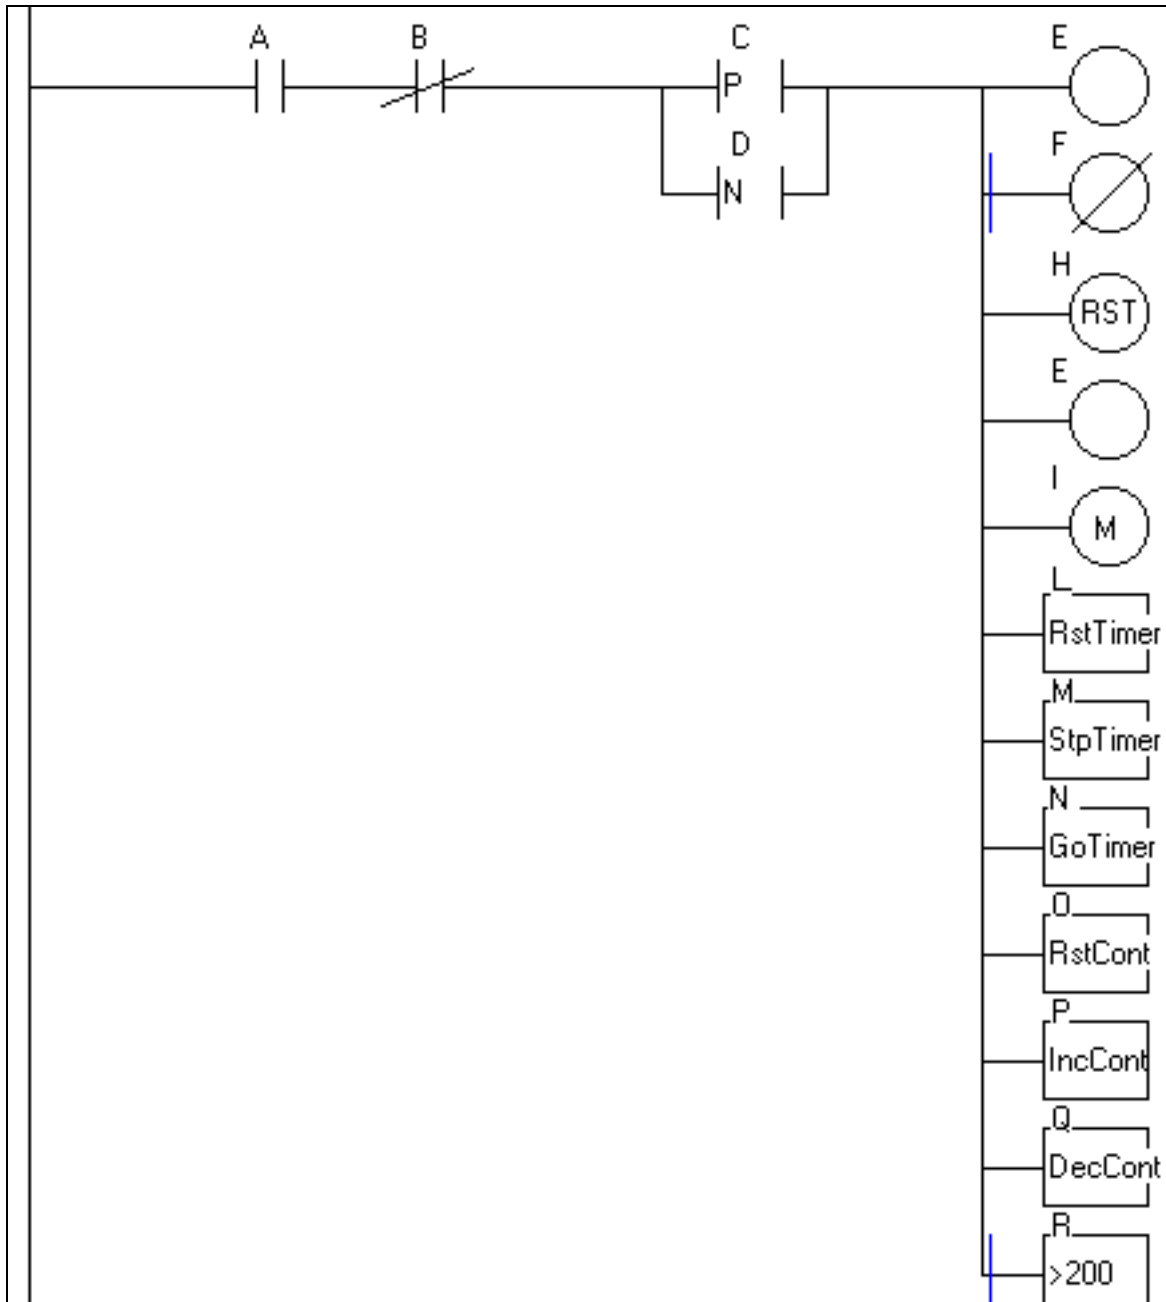 A B C E
P
D F
N
H
RST
E
I
M
L
RstTimer
M
StpTimer
N
GoTimer
O
RstCont
P
IncCont
Q
DecCont
R
>200